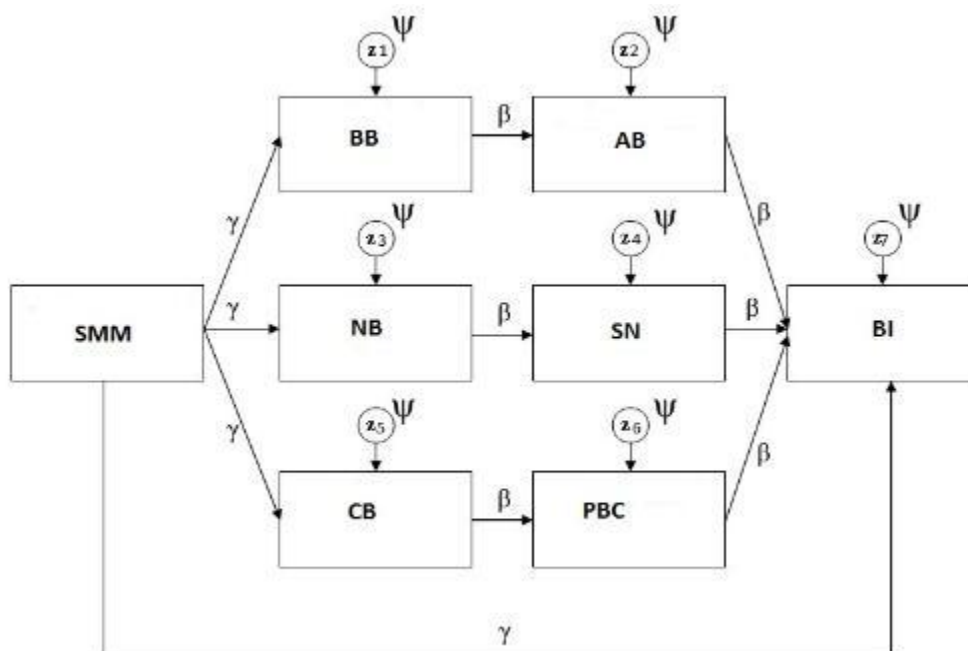 z1 ψ z2 ψ
BB β AB
γ β
z3 ψ z4 ψ z7 ψ
SMM γ NB β SN β BI
γ z5 ψ z6 ψ β
CB β PBC
γ